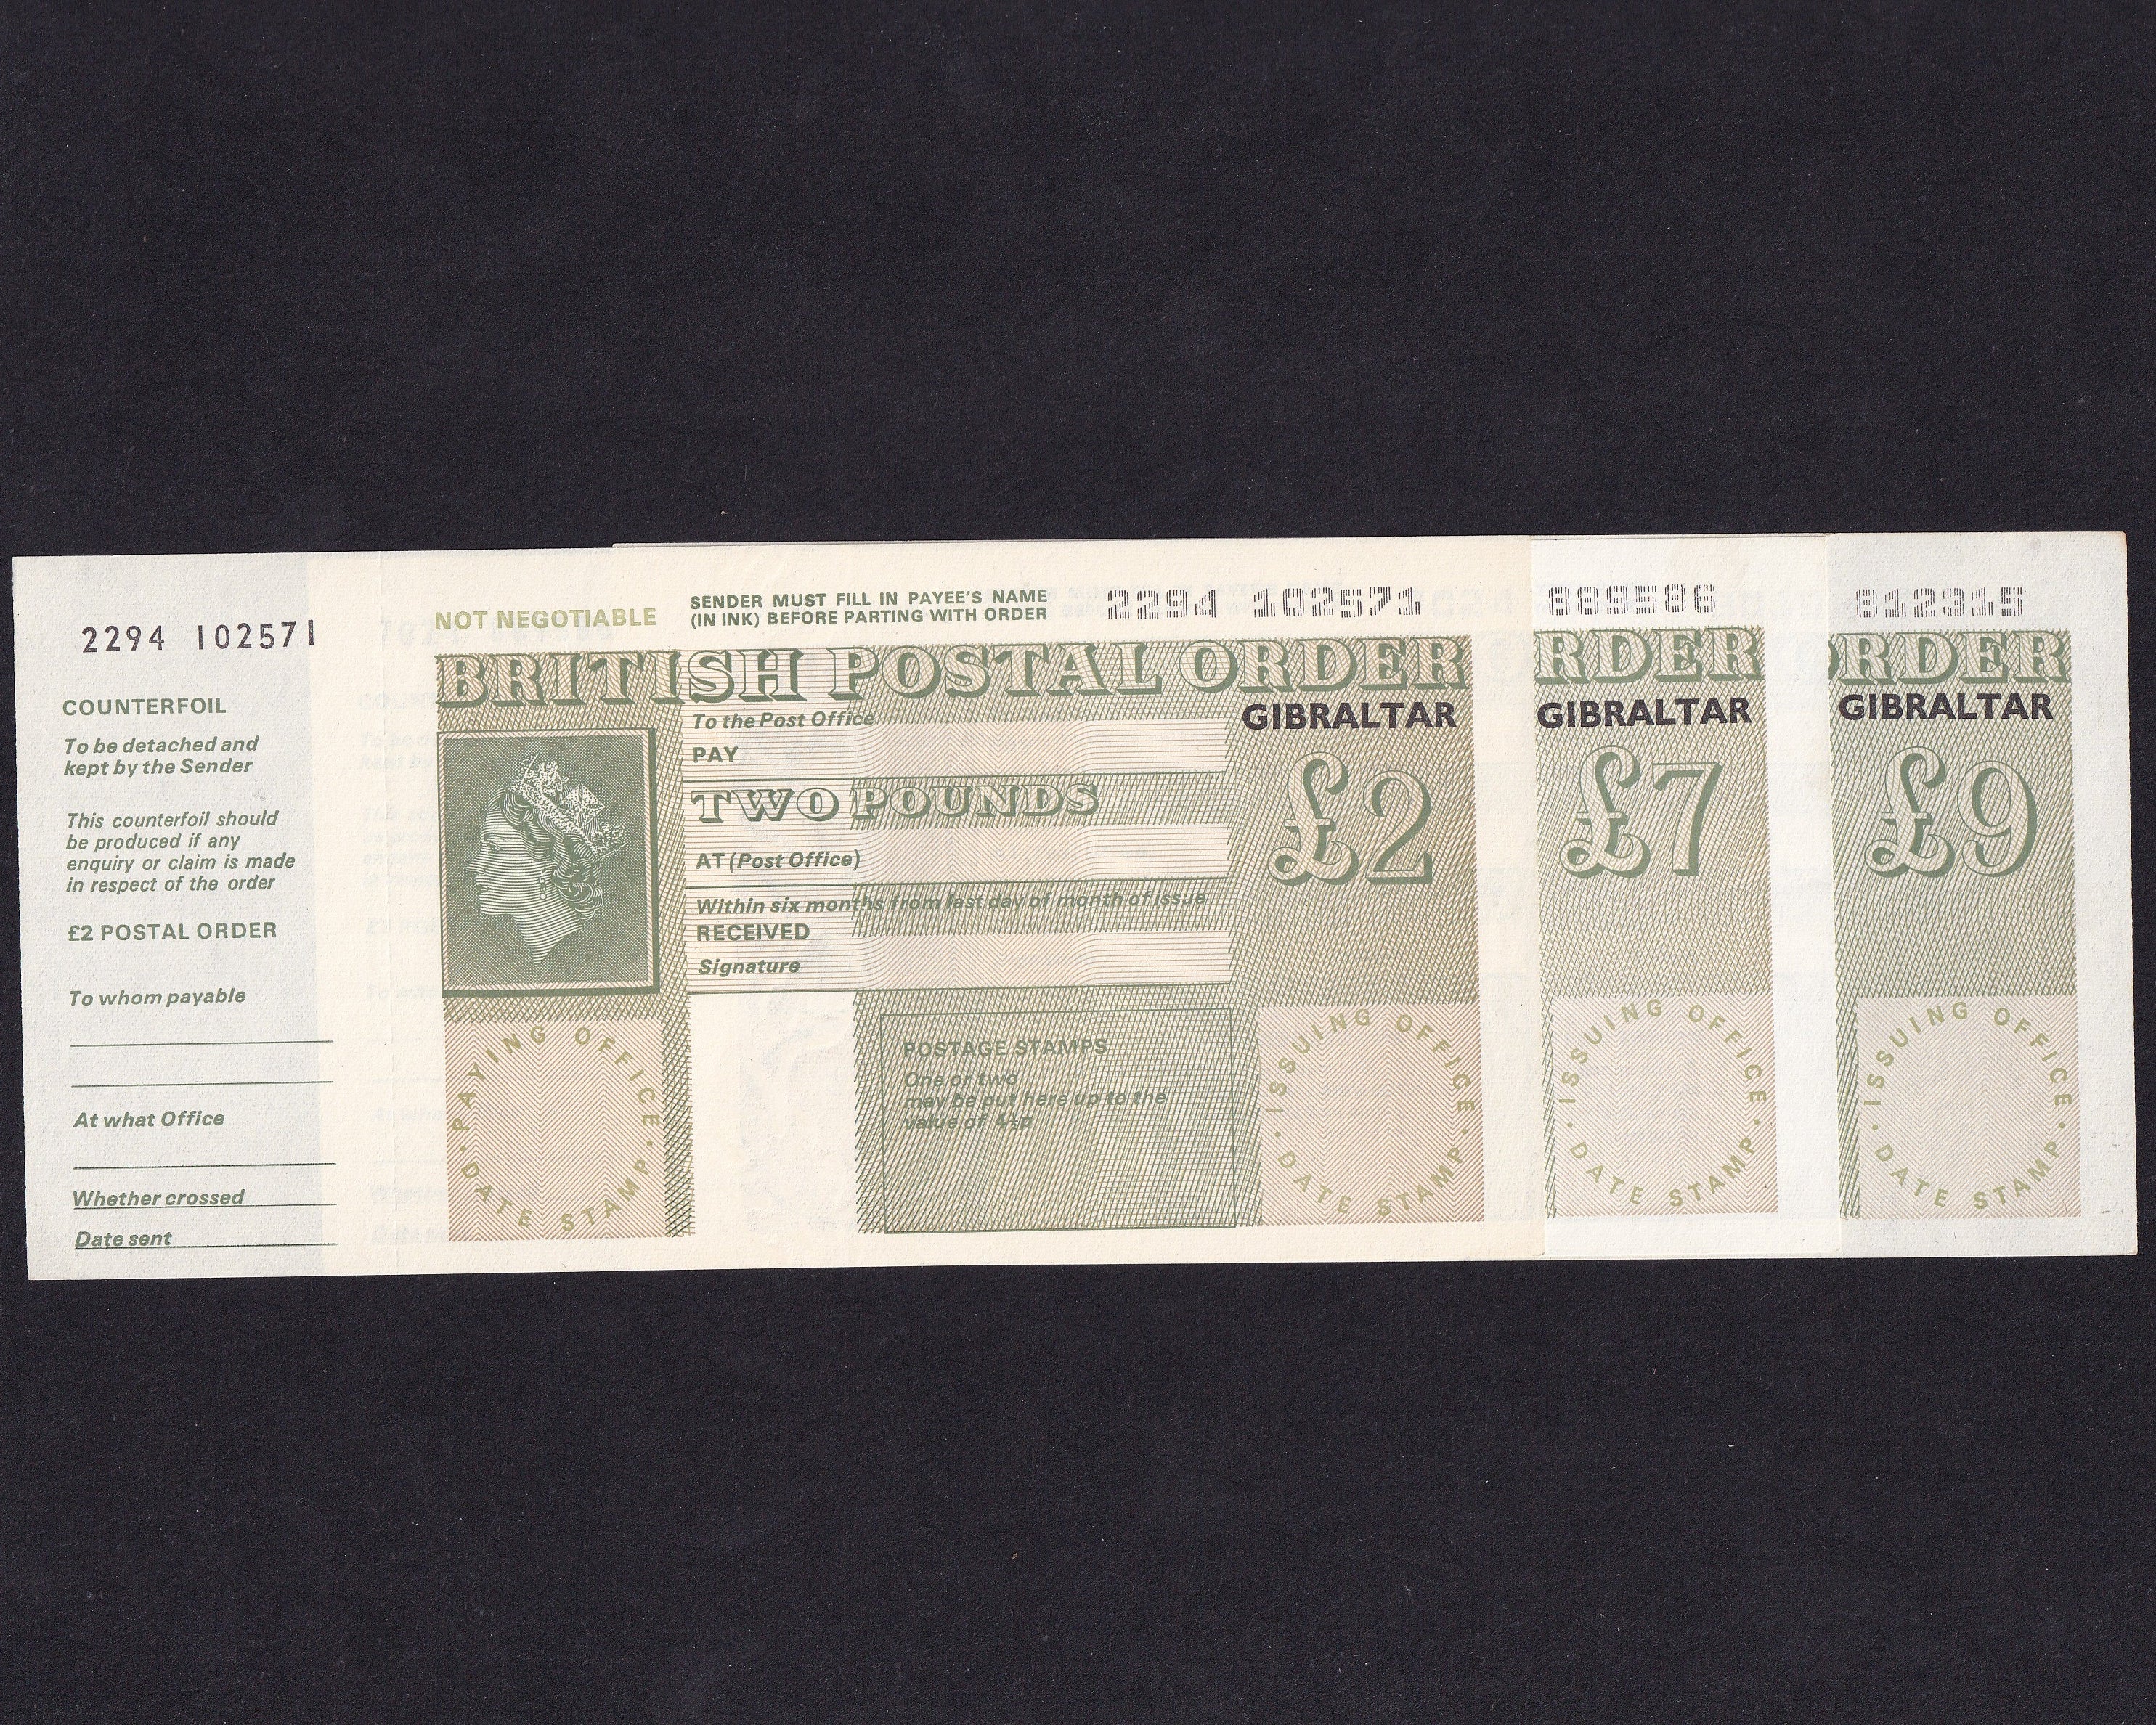 2294 102571
COUNTERFOIL
To be detached and
kept by the Sender
This counterfoil should
be produced if any
enquiry or claim is made
in respect of the order
£2 POSTAL ORDER
To whom payable
At what Office
Whether crossed
Date sent
NOT NEGOTIABLE
SENDER MUST FILL IN PAYEE'S NAME
(IN INK) BEFORE PARTING WITH ORDER
2294 102571
BRITISH POSTAL ORDER
To the Post Office
GIBRALTAR
PAY
TWO POUNDS
£2
AT (Post Office)
Within six months from last day of month of issue
RECEIVED
Signature
PAYING OFFICE
DATE STAMP
POSTAGE STAMPS
One or two
may be put here up to the
value of 4½p
ISSUING OFFICE
DATE STAMP
889586
RDER
GIBRALTAR
£7
ISSUING OFFICE
DATE STAMP
812315
ORDER
GIBRALTAR
£9
ISSUING OFFICE
DATE STAMP